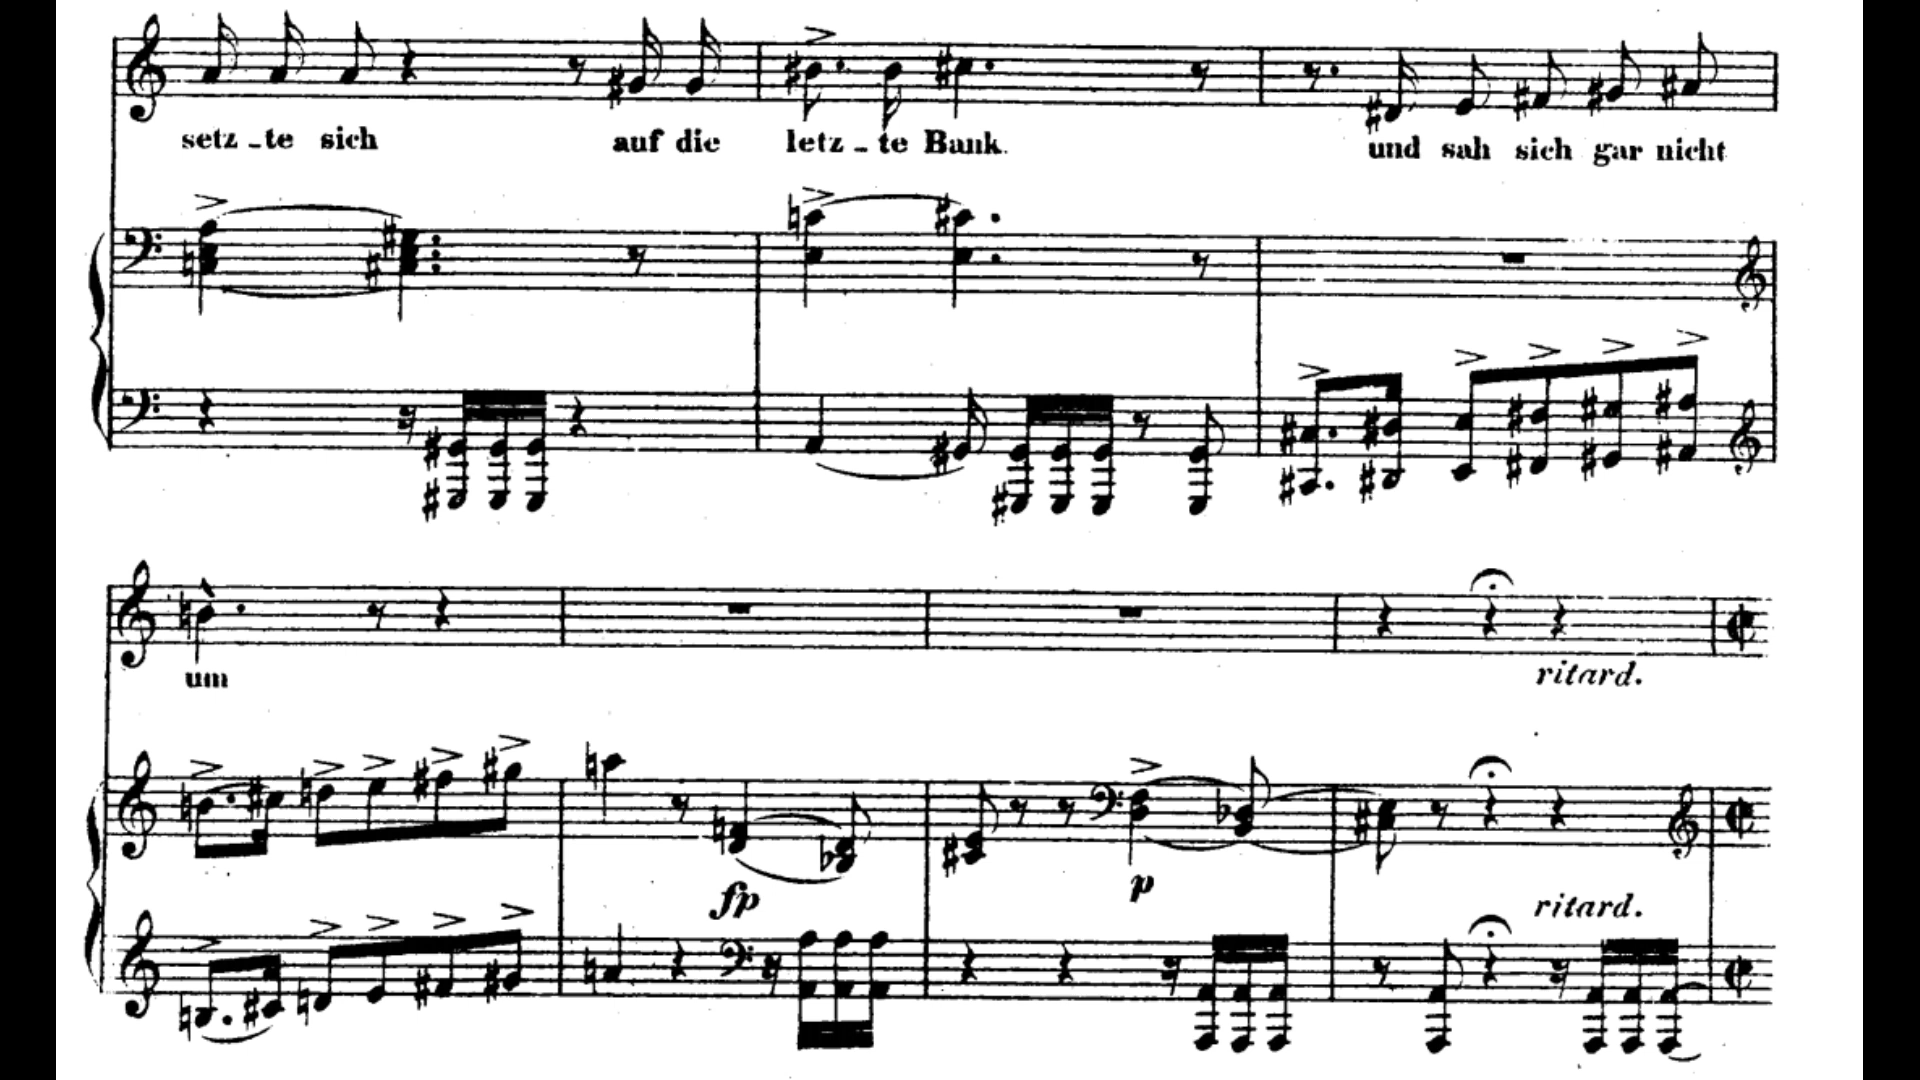 setz - te sich auf die letz - te Bank. und sah sich gar nicht
um
ritard.
fp p
ritard.